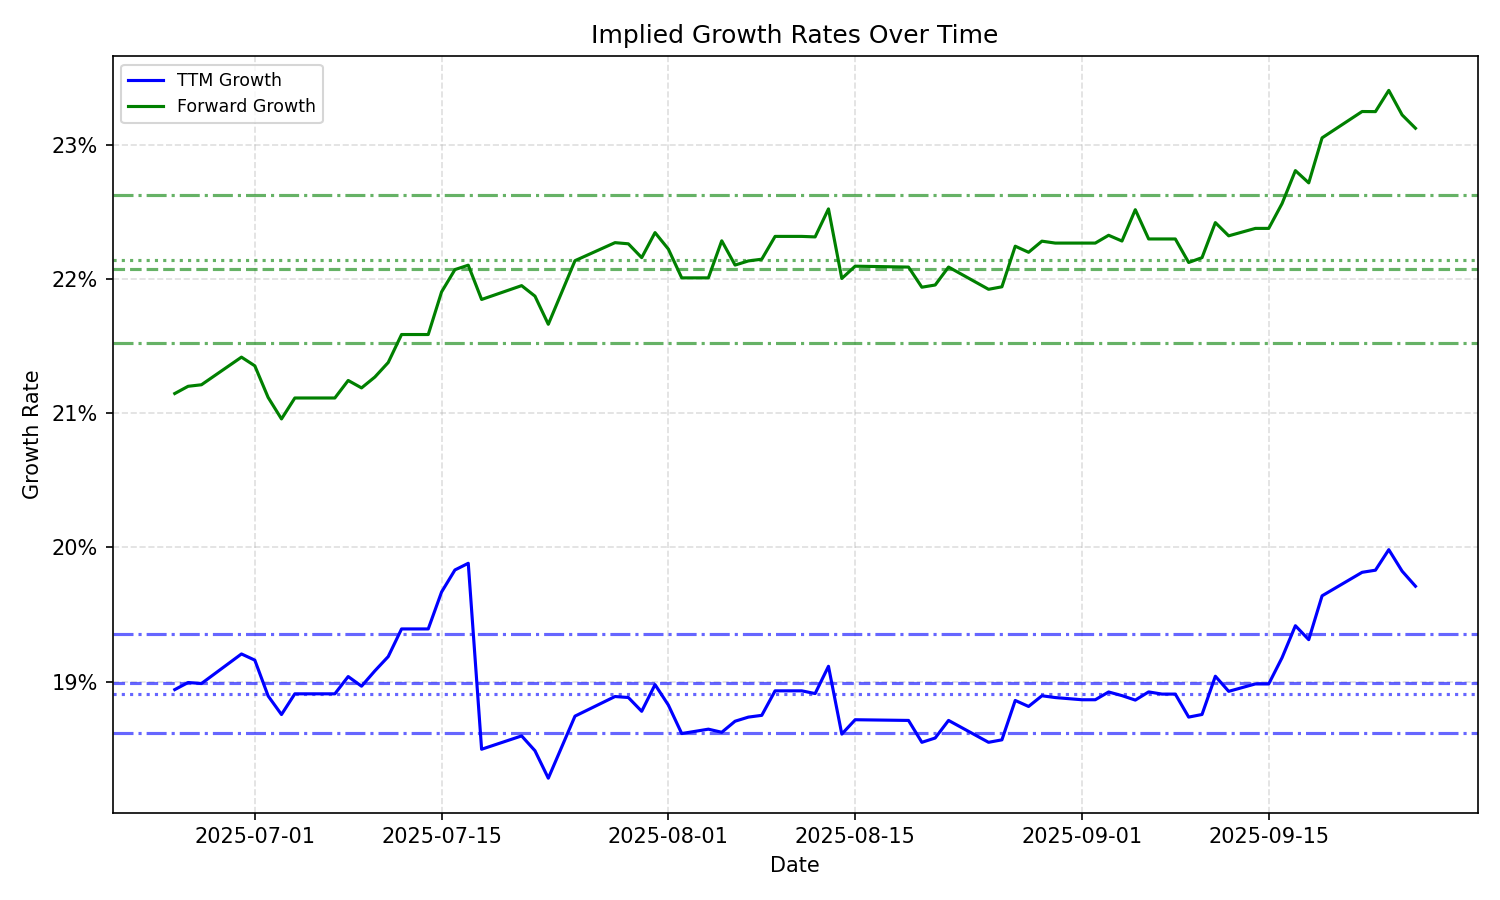 Implied Growth Rates Over Time
TTM Growth
Forward Growth
23%
22%
21%
20%
19%
Growth Rate
2025-07-01
2025-07-15
2025-08-01
2025-08-15
2025-09-01
2025-09-15
Date